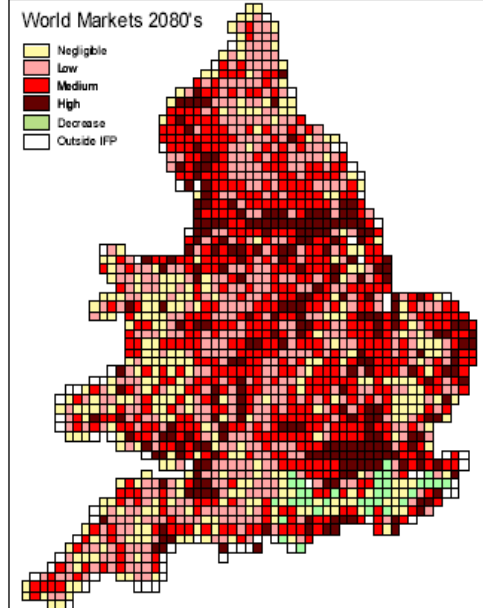 World Markets 2080's
Negligible
Low
Medium
High
Decrease
Outside IFP